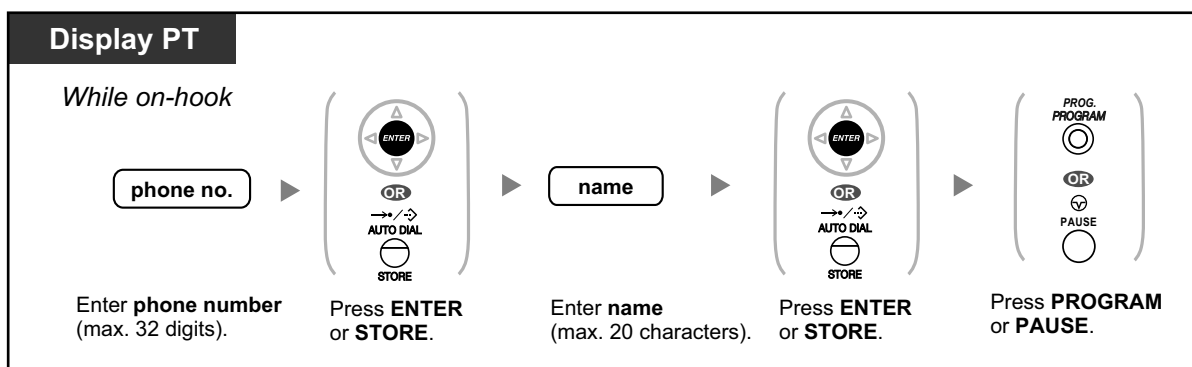 Display PT
While on-hook
phone no.
ENTER
OR
AUTO DIAL
STORE
name
ENTER
OR
AUTO DIAL
STORE
PROG.
PROGRAM
OR
PAUSE
Enter phone number
(max. 32 digits).
Press ENTER
or STORE.
Enter name
(max. 20 characters).
Press ENTER
or STORE.
Press PROGRAM
or PAUSE.